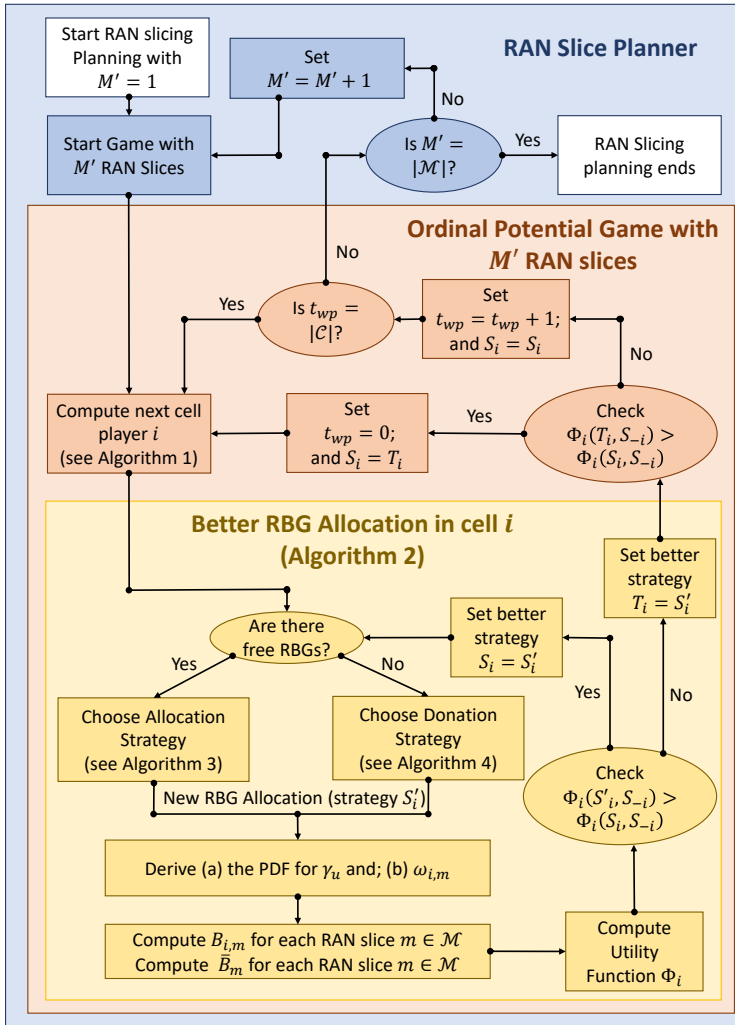 RAN Slice Planner
Start RAN slicing
Planning with
M′ = 1
Set
M′ = M′ + 1
No
Start Game with
M′ RAN Slices
Is M′ =
|ℳ|?
Yes
RAN Slicing
planning ends
Ordinal Potential Game with
M′ RAN slices
No
Yes
Is t_wp =
|𝒞|?
Set
t_wp = t_wp + 1;
and S_i = S_i
No
Compute next cell
player i
(see Algorithm 1)
Set
t_wp = 0;
and S_i = T_i
Yes
Check
Φ_i(T_i, S_−i) >
Φ_i(S_i, S_−i)
Better RBG Allocation in cell i
(Algorithm 2)
Set better
strategy
T_i = S_i′
Are there
free RBGs?
Set better
strategy
S_i = S_i′
Yes
No
Yes
No
Choose Allocation
Strategy
(see Algorithm 3)
Choose Donation
Strategy
(see Algorithm 4)
Check
Φ_i(S′_i, S_−i) >
Φ_i(S_i, S_−i)
New RBG Allocation (strategy S_i′)
Derive (a) the PDF for γ_u and; (b) ω_i,m
Compute B_i,m for each RAN slice m ∈ ℳ
Compute B̄_m for each RAN slice m ∈ ℳ
Compute
Utility
Function Φ_i